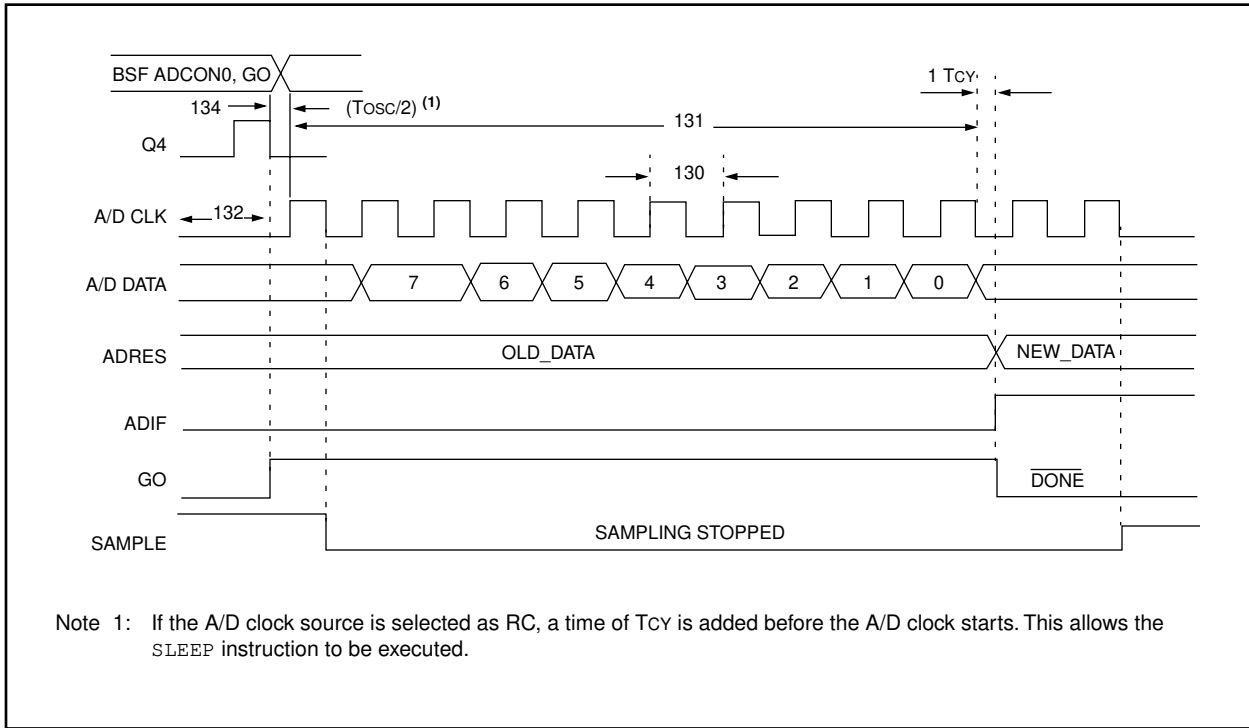 BSF ADCON0, GO
134
(TOSC/2) (1)
1 TCY
131
Q4
130
A/D CLK
132
A/D DATA
7 6 5 4 3 2 1 0
ADRES
OLD_DATA
NEW_DATA
ADIF
GO
DONE
SAMPLE
SAMPLING STOPPED
Note 1: If the A/D clock source is selected as RC, a time of TCY is added before the A/D clock starts. This allows the
SLEEP instruction to be executed.